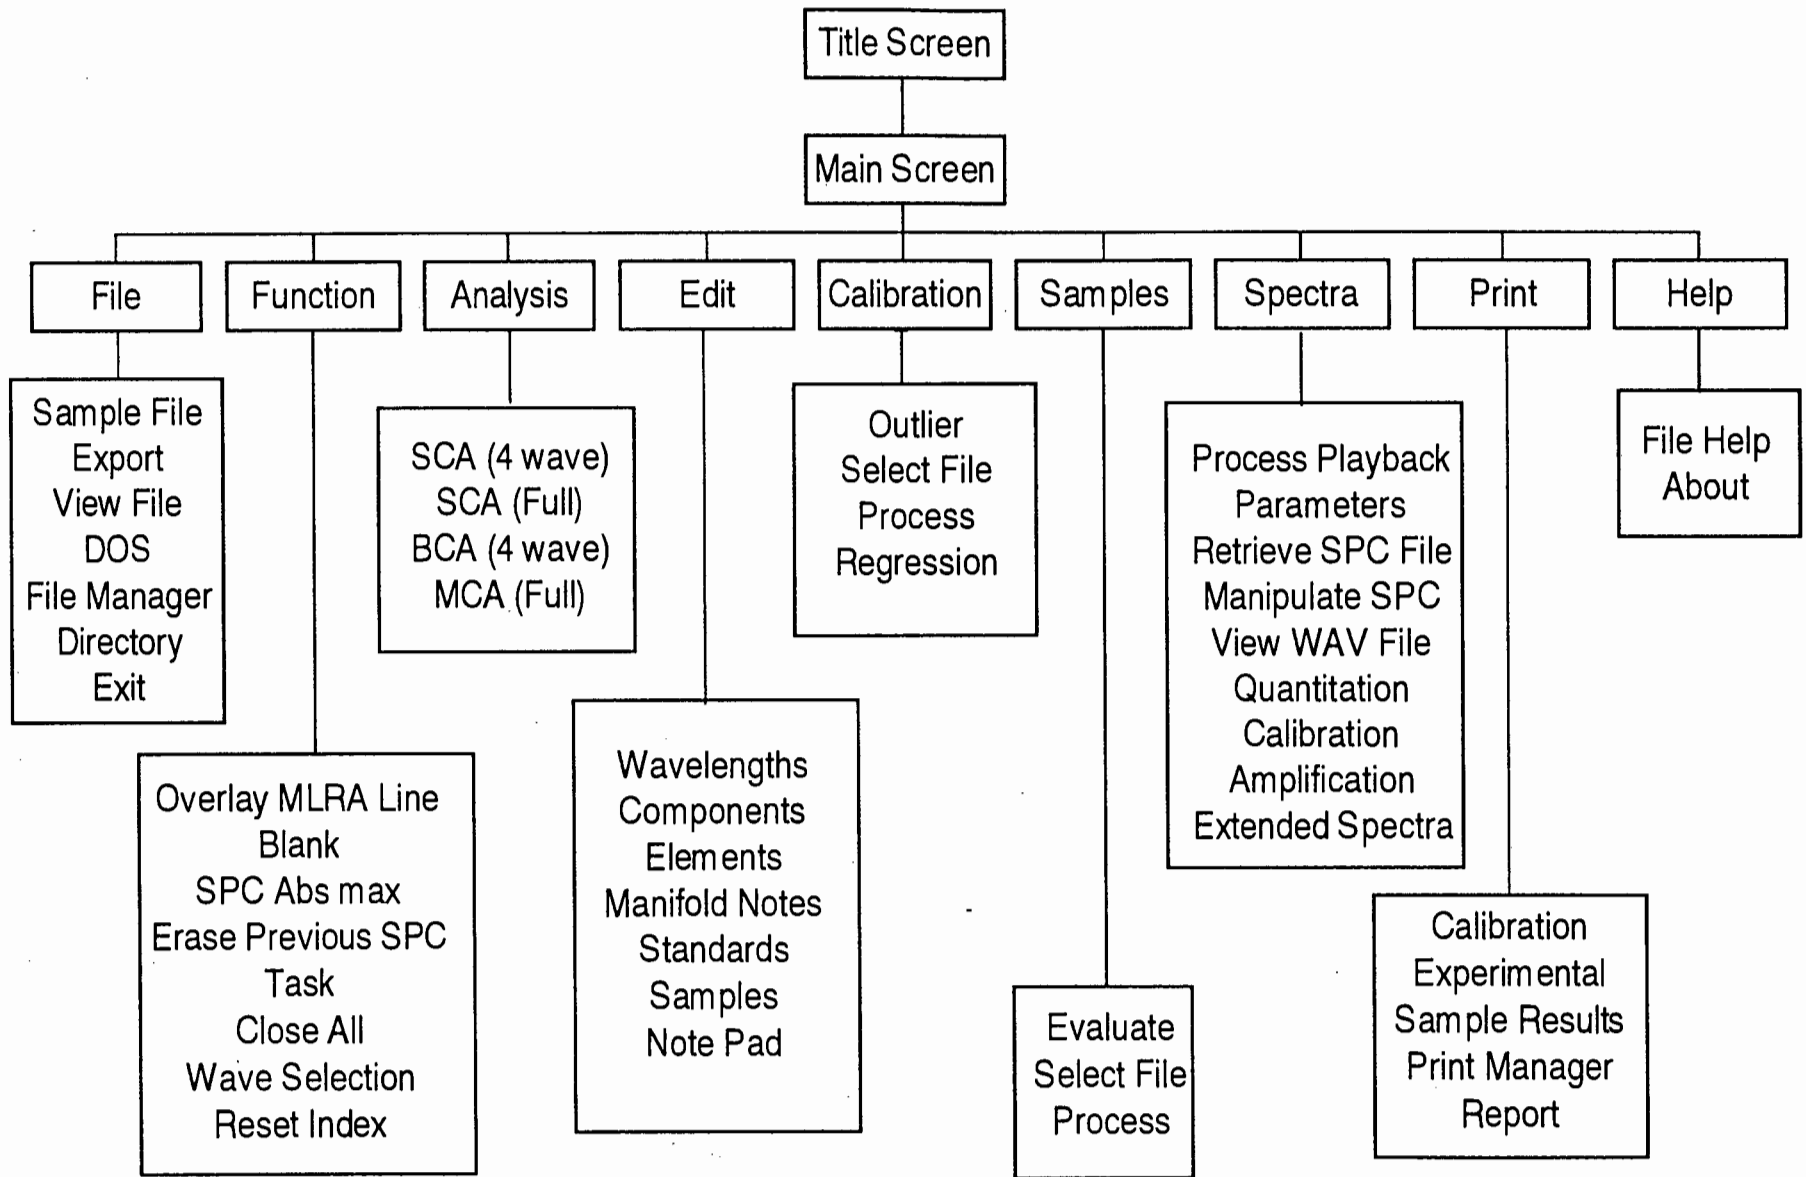 Title Screen
Main Screen
File
Function
Analysis
Edit
Calibration
Samples
Spectra
Print
Help
Sample File
Export
View File
DOS
File Manager
Directory
Exit
Overlay MLRA Line
Blank
SPC Abs max
Erase Previous SPC
Task
Close All
Wave Selection
Reset Index
SCA (4 wave)
SCA (Full)
BCA (4 wave)
MCA (Full)
Wavelengths
Components
Elements
Manifold Notes
Standards
Samples
Note Pad
Outlier
Select File
Process
Regression
Evaluate
Select File
Process
Process Playback
Parameters
Retrieve SPC File
Manipulate SPC
View WAV File
Quantitation
Calibration
Amplification
Extended Spectra
Calibration
Experimental
Sample Results
Print Manager
Report
File Help
About